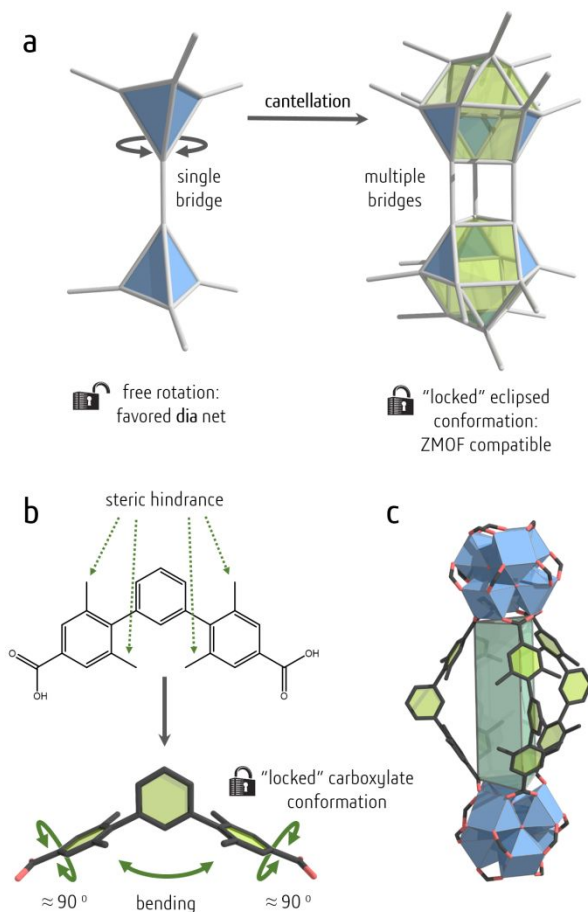 a
cantellation
single
bridge
multiple
bridges
free rotation:
favored dia net
“locked” eclipsed
conformation:
ZMOF compatible
b
steric hindrance
c
O
OH
O
OH
“locked” carboxylate
conformation
≈ 90 º
bending
≈ 90 º